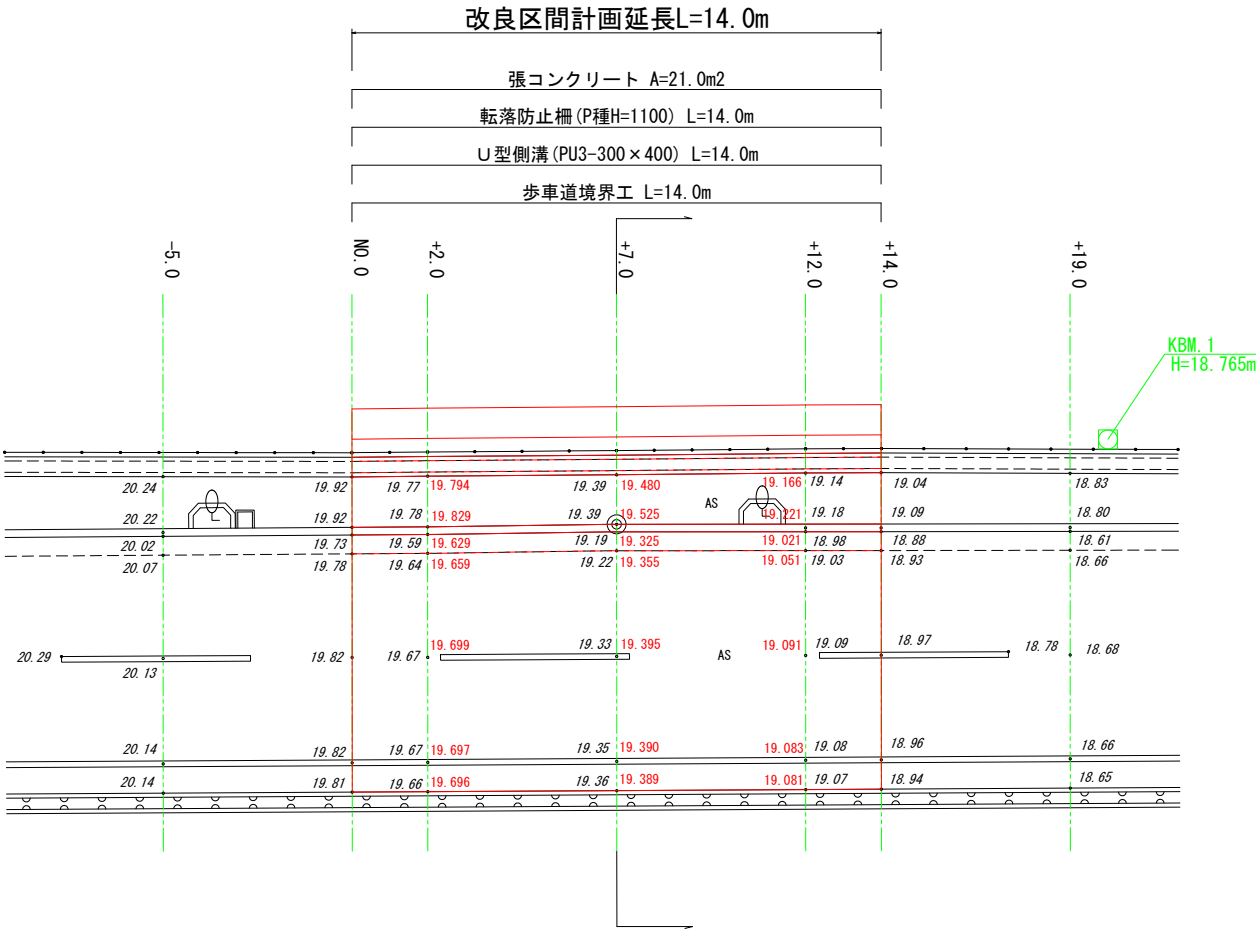 改良区間計画延長L=14.0m
張コンクリート A=21.0m2
転落防止柵(P種H=1100) L=14.0m
U型側溝(PU3-300×400) L=14.0m
歩車道境界工 L=14.0m
-5.0 NO.0 +2.0 +7.0 +12.0 +14.0 +19.0
KBM.1
H=18.765m
20.24 19.92 19.77 19.794 19.39 19.480 19.166 19.14 19.04 18.83
AS
20.22 19.92 19.78 19.829 19.39 19.525 19.221 19.18 19.09 18.80
20.02 19.73 19.59 19.629 19.19 19.325 19.021 18.98 18.88 18.61
20.07 19.78 19.64 19.659 19.22 19.355 19.051 19.03 18.93 18.66
20.29 19.82 19.67 19.699 19.33 19.395 AS 19.091 19.09 18.97 18.78 18.68
20.13
20.14 19.82 19.67 19.697 19.35 19.390 19.083 19.08 18.96 18.66
20.14 19.81 19.66 19.696 19.36 19.389 19.081 19.07 18.94 18.65